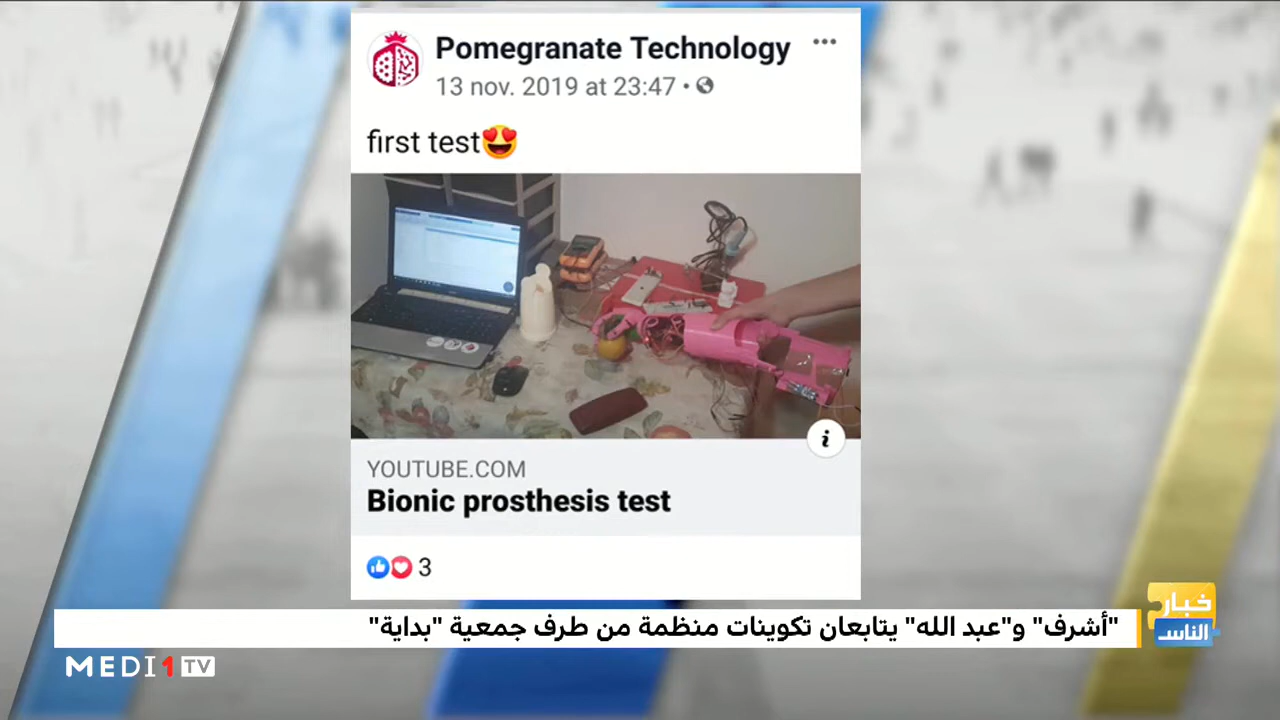 Pomegranate Technology
13 nov. 2019 at 23:47
first test😍
YOUTUBE.COM
Bionic prosthesis test
3
"أشرف" و"عبد الله" يتابعان تكوينات منظمة من طرف جمعية "بداية"
خبار
الناس
MEDI1TV